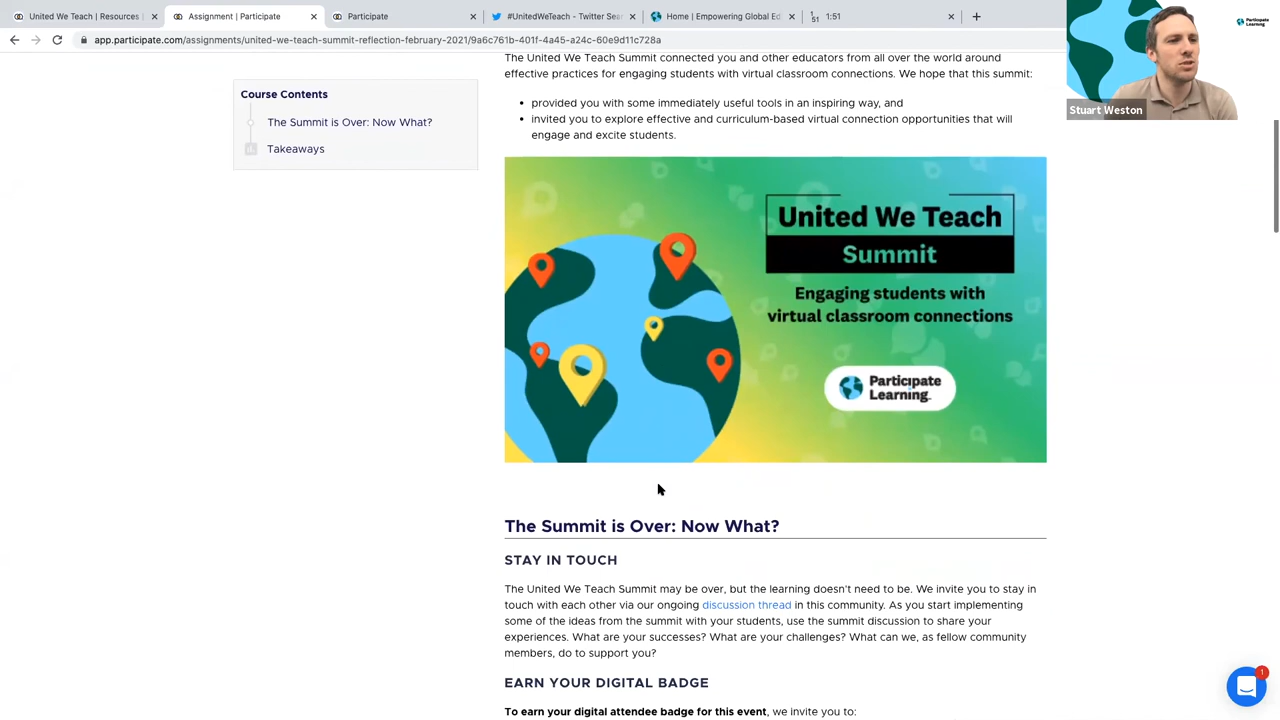 United We Teach | Resources
Assignment | Participate
Participate
#UnitedWeTeach - Twitter Sear
Home | Empowering Global Ed
1:51
51
app.participate.com/assignments/united-we-teach-summit-reflection-february-2021/9a6c761b-401f-4a45-a24c-60e9d11c728a
Participate
Learning
Stuart Weston
Course Contents
The Summit is Over: Now What?
Takeaways
The United We Teach Summit connected you and other educators from all over the world around
effective practices for engaging students with virtual classroom connections. We hope that this summit:
• provided you with some immediately useful tools in an inspiring way, and
• invited you to explore effective and curriculum-based virtual connection opportunities that will
engage and excite students.
United We Teach
Summit
Engaging students with
virtual classroom connections
Participate
Learning™
The Summit is Over: Now What?
STAY IN TOUCH
The United We Teach Summit may be over, but the learning doesn't need to be. We invite you to stay in
touch with each other via our ongoing discussion thread in this community. As you start implementing
some of the ideas from the summit with your students, use the summit discussion to share your
experiences. What are your successes? What are your challenges? What can we, as fellow community
members, do to support you?
EARN YOUR DIGITAL BADGE
To earn your digital attendee badge for this event, we invite you to:
1